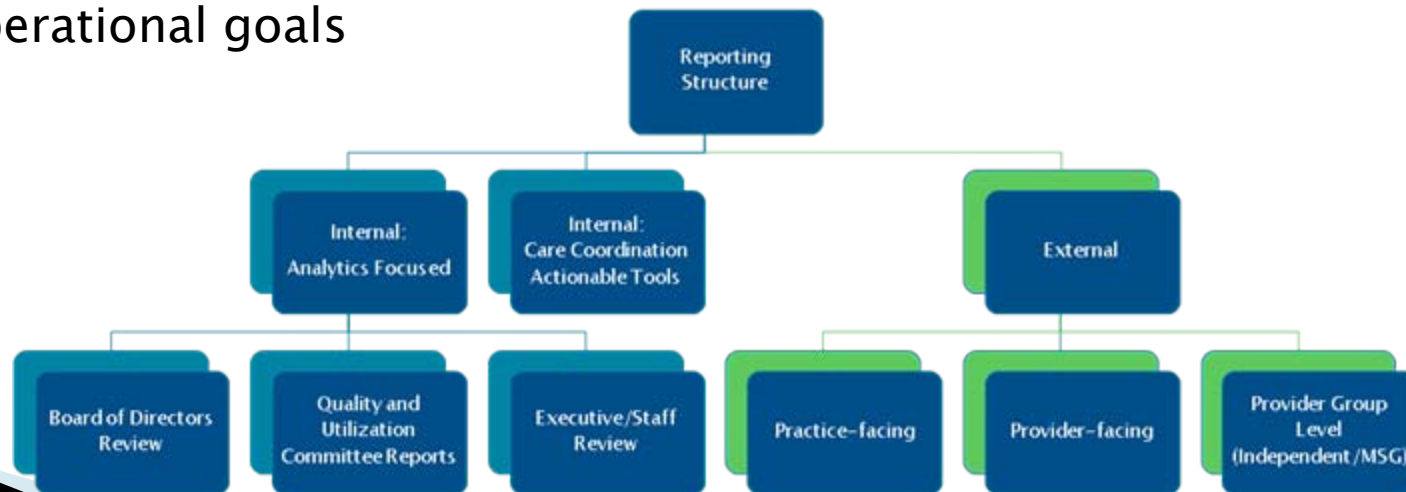 perational goals
Reporting
Structure
Internal:
Analytics Focused
Internal:
Care Coordination
Actionable Tools
External
Board of Directors
Review
Quality and
Utilization
Committee Reports
Executive/Staff
Review
Practice-facing
Provider-facing
Provider Group
Level
(Independent/MSG)